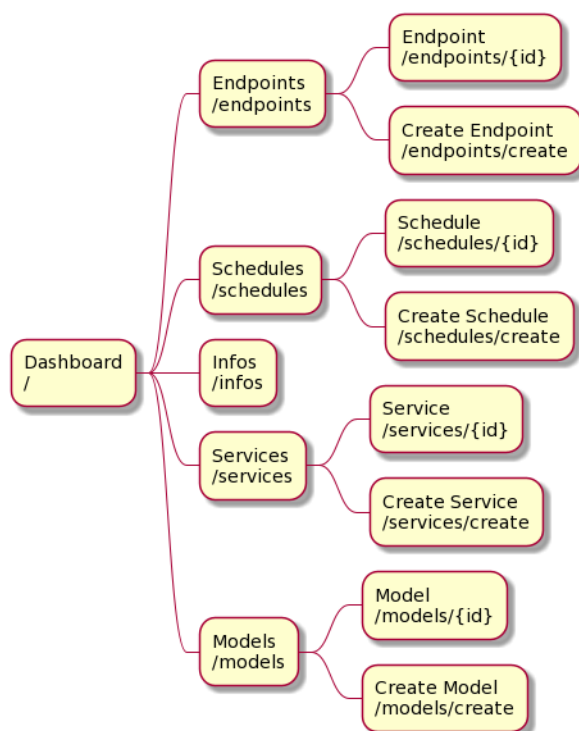 Dashboard
/
Endpoints
/endpoints
Endpoint
/endpoints/{id}
Create Endpoint
/endpoints/create
Schedules
/schedules
Schedule
/schedules/{id}
Create Schedule
/schedules/create
Infos
/infos
Services
/services
Service
/services/{id}
Create Service
/services/create
Models
/models
Model
/models/{id}
Create Model
/models/create